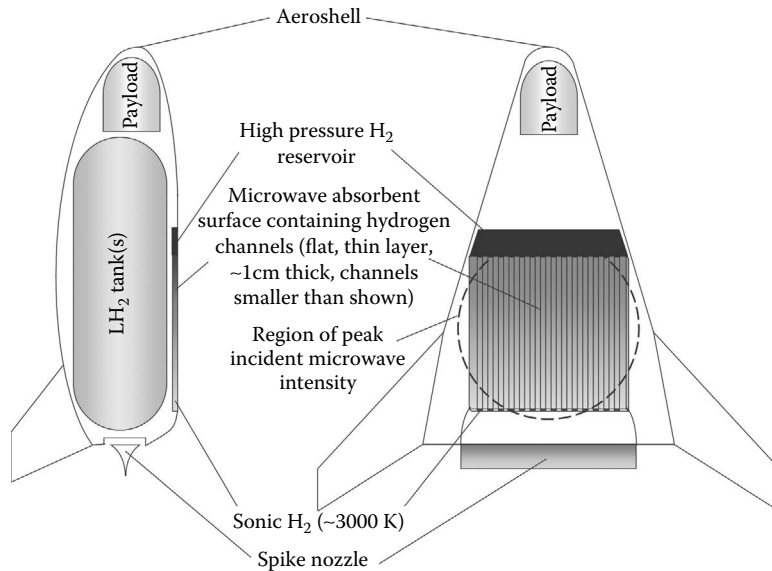 Aeroshell
Payload
Payload
High pressure H₂
reservoir
Microwave absorbent
surface containing hydrogen
channels (flat, thin layer,
~1cm thick, channels
smaller than shown)
LH₂ tank(s)
Region of peak
incident microwave
intensity
Sonic H₂ (~3000 K)
Spike nozzle